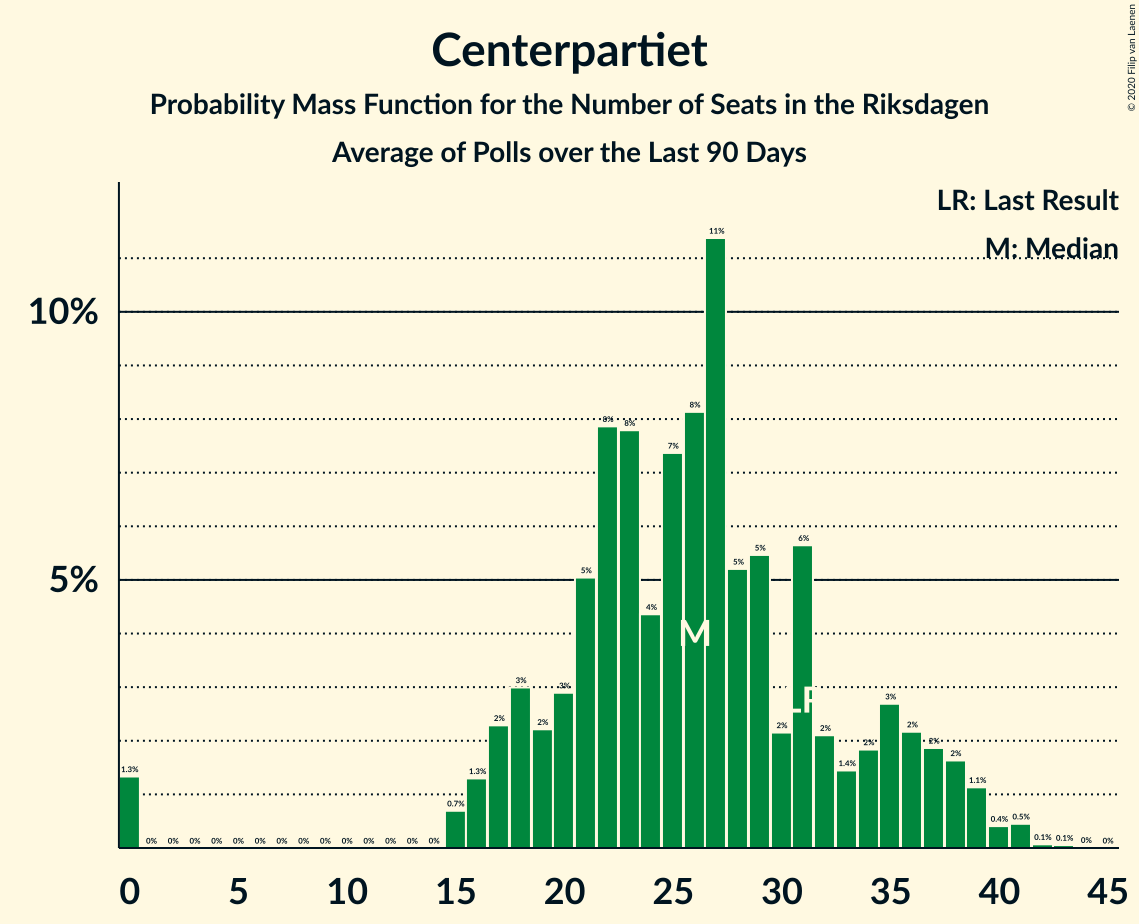 Centerpartiet
Probability Mass Function for the Number of Seats in the Riksdagen
Average of Polls over the Last 90 Days
© 2020 Filip van Laenen
LR: Last Result
M: Median
10%
5%
1.3% 0% 0% 0% 0% 0% 0% 0% 0% 0% 0% 0% 0% 0% 0% 0.7% 1.3% 2% 3% 2% 3% 5% 8% 8% 4% 7% 8% 11% 5% 5% 2% 6% 2% 1.4% 2% 3% 2% 2% 2% 1.1% 0.4% 0.5% 0.1% 0.1% 0% 0%
M
LR
0 5 10 15 20 25 30 35 40 45